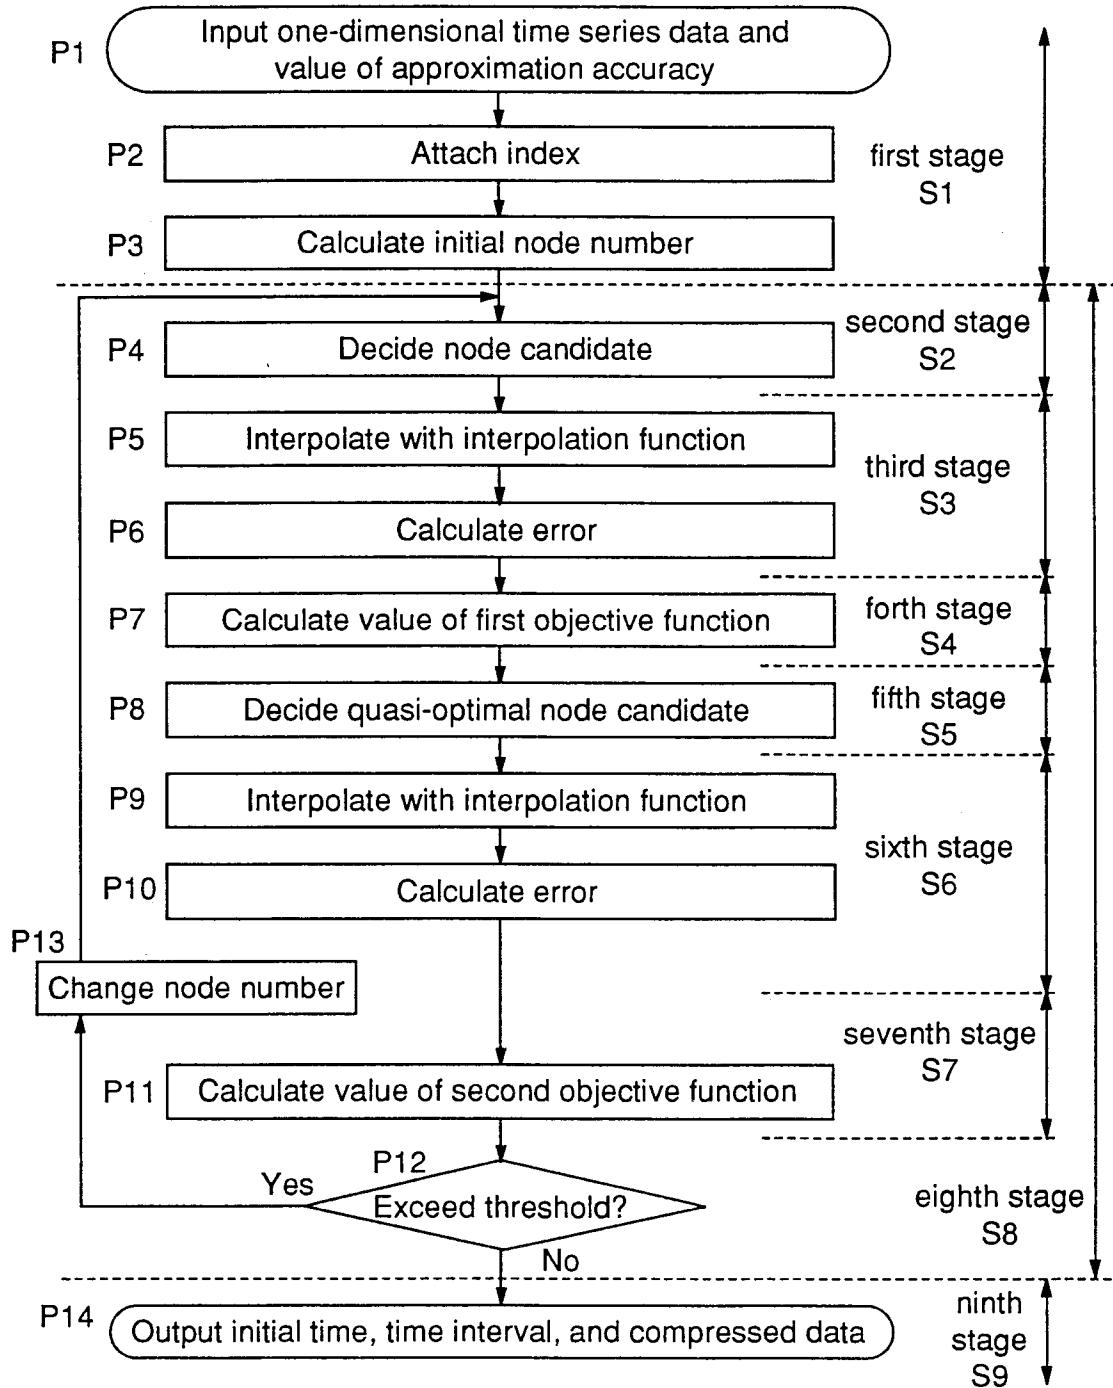 P1
Input one-dimensional time series data and
value of approximation accuracy
P2
Attach index
first stage
S1
P3
Calculate initial node number
second stage
S2
P4
Decide node candidate
P5
Interpolate with interpolation function
third stage
S3
P6
Calculate error
P7
Calculate value of first objective function
forth stage
S4
P8
Decide quasi-optimal node candidate
fifth stage
S5
P9
Interpolate with interpolation function
sixth stage
S6
P10
Calculate error
P13
Change node number
seventh stage
S7
P11
Calculate value of second objective function
P12
Yes
Exceed threshold?
No
eighth stage
S8
P14
Output initial time, time interval, and compressed data
ninth
stage
S9